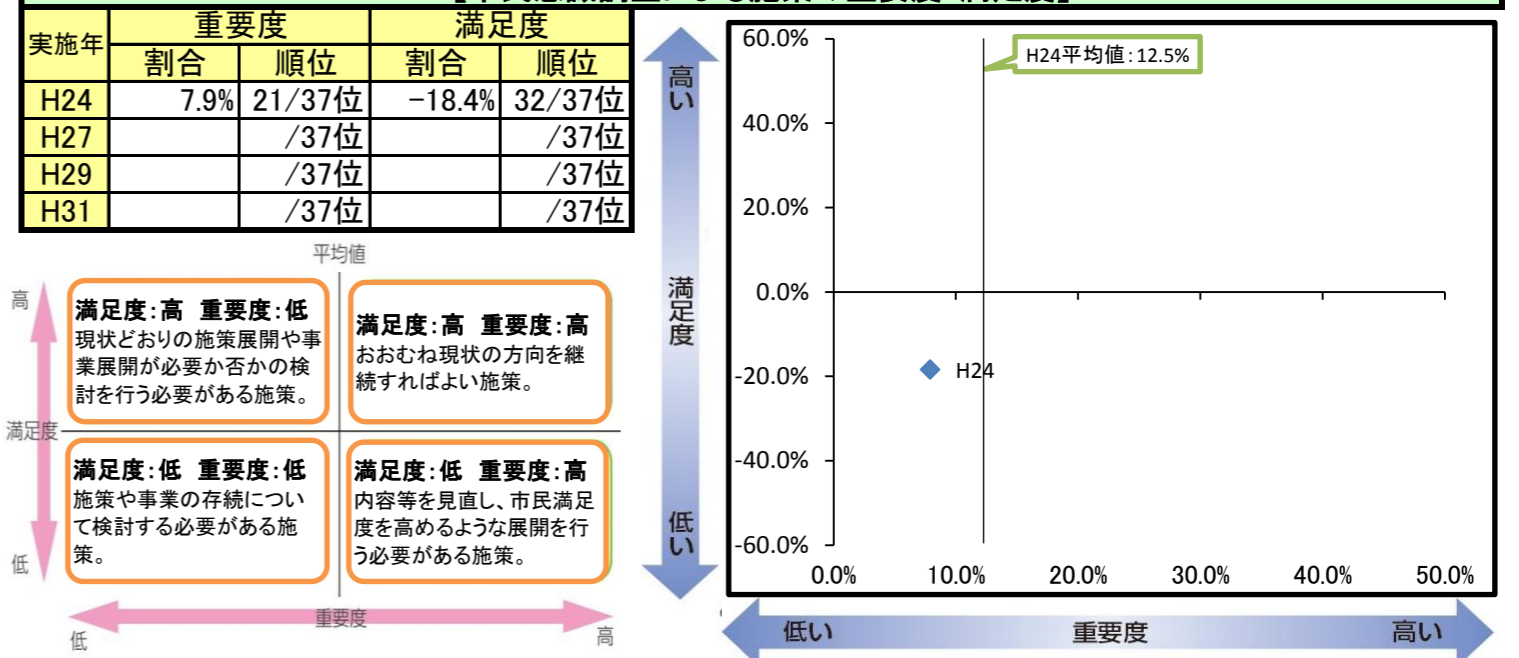 実施年 重要度 満足度
割合 順位 割合 順位
H24 7.9% 21/37位 -18.4% 32/37位
H27 /37位 /37位
H29 /37位 /37位
H31 /37位 /37位
平均値
高
満足度
低
満足度:高 重要度:低
現状どおりの施策展開や事
業展開が必要か否かの検
討を行う必要がある施策。
満足度:高 重要度:高
おおむね現状の方向を継
続すればよい施策。
満足度:低 重要度:低
施策や事業の存続につい
て検討する必要がある施
策。
満足度:低 重要度:高
内容等を見直し、市民満足
度を高めるような展開を行
う必要がある施策。
低 重要度 高
高い
満足度
低い
60.0%
40.0%
20.0%
0.0%
-20.0%
-40.0%
-60.0%
H24平均値:12.5%
H24
0.0% 10.0% 20.0% 30.0% 40.0% 50.0%
低い 重要度 高い